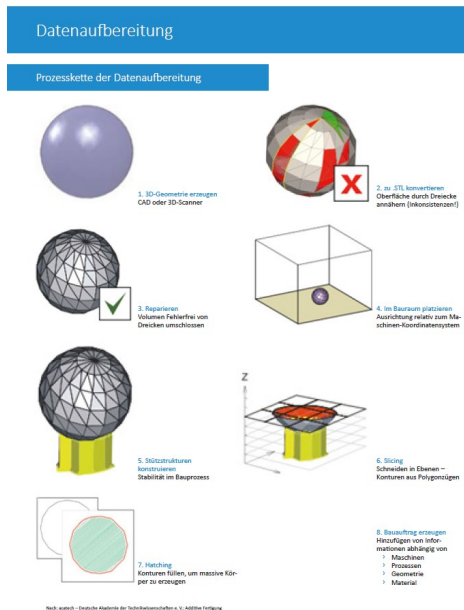 Datenaufbereitung
Prozesskette der Datenaufbereitung
1. 3D-Geometrie erzeugen
CAD oder 3D-Scanner
2. zu .STL konvertieren
Oberfläche durch Dreiecke
annähern (Inkonsistenzen!)
3. Reparieren
Volumen Fehlerfrei von
Dreicken umschlossen
4. Im Bauraum platzieren
Ausrichtung relativ zum Ma-
schinen-Koordinatensystem
5. Stützstrukturen
konstruieren
Stabilität im Bauprozess
Z
6. Slicing
Schneiden in Ebenen –
Konturen aus Polygonzügen
7. Hatching
Konturen füllen, um massive Kör-
per zu erzeugen
8. Bauauftrag erzeugen
Hinzufügen von Infor-
mationen abhängig von
> Maschinen
> Prozessen
> Geometrie
> Material
Nach: acatech – Deutsche Akademie der Technikwissenschaften e. V.: Additive Fertigung